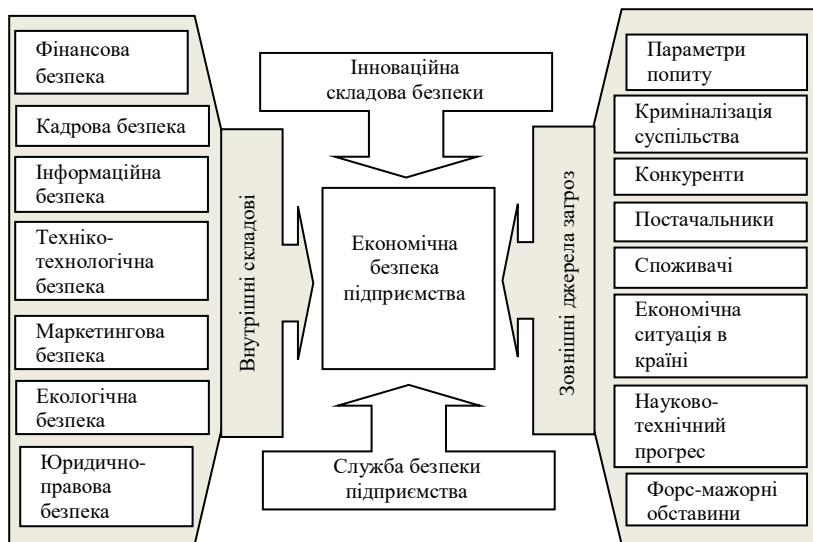 Фінансова
безпека
Кадрова безпека
Інформаційна
безпека
Техніко-
технологічна
безпека
Маркетингова
безпека
Екологічна
безпека
Юридично-
правова
безпека
Внутрішні складові
Інноваційна
складова безпеки
Економічна
безпека
підприємства
Служба безпеки
підприємства
Зовнішні джерела загроз
Параметри
попиту
Криміналізація
суспільства
Конкуренти
Постачальники
Споживачі
Економічна
ситуація в
країні
Науково-
технічний
прогрес
Форс-мажорні
обставини